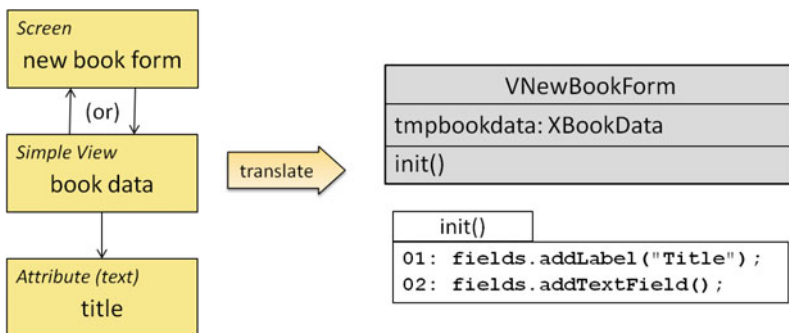 Screen
new book form
(or)
Simple View
book data
Attribute (text)
title
translate
VNewBookForm
tmpbookdata: XBookData
init()
init()
01: fields.addLabel("Title");
02: fields.addTextField();